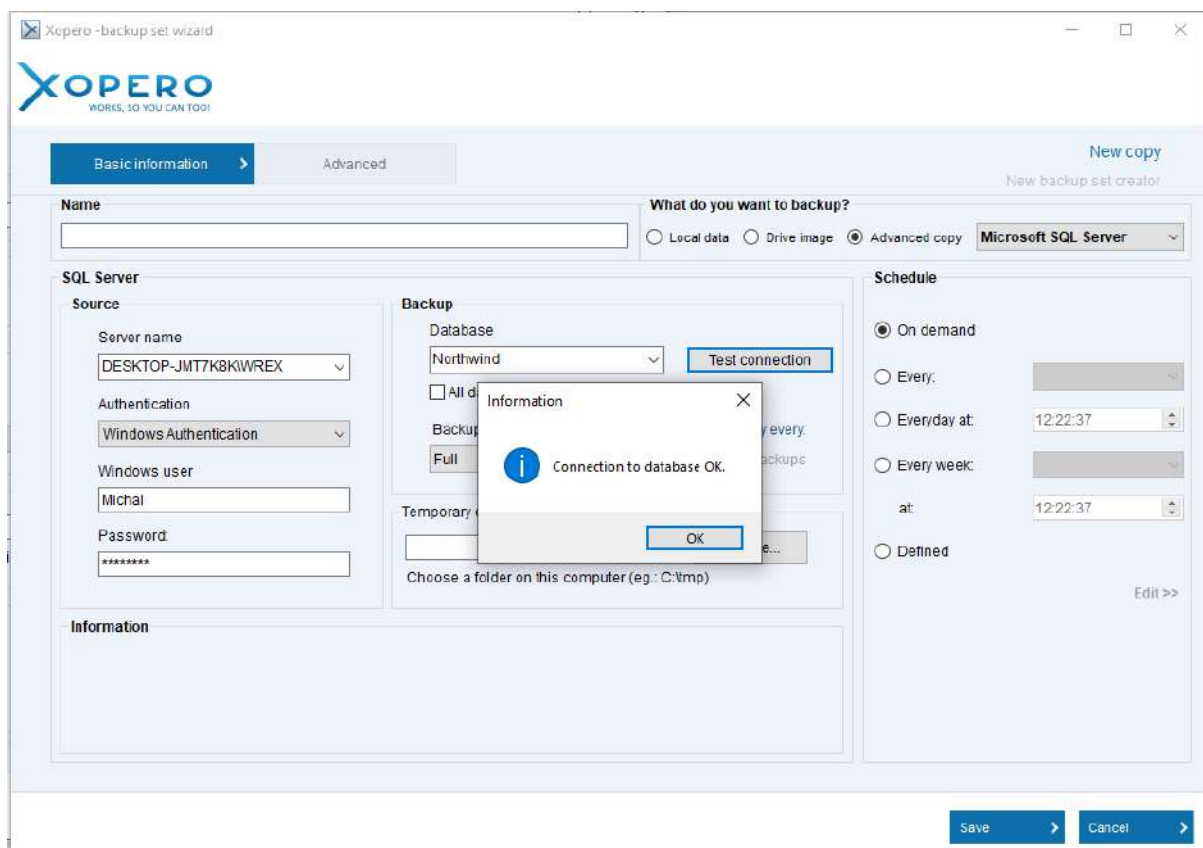 Xopero -backup set wizard
XOPERO
WORKS, SO YOU CAN TOO!
Basic information
Advanced
New copy
New backup set creator
Name
What do you want to backup?
Local data
Drive image
Advanced copy
Microsoft SQL Server
SQL Server
Source
Server name
DESKTOP-JMT7K8K\WREX
Authentication
Windows Authentication
Windows user
Michal
Password:
********
Backup
Database
Northwind
Test connection
All d
Backup
y every:
Full
ackups
Information
Connection to database OK.
OK
Temporary
e...
Choose a folder on this computer (eg.: C:\tmp)
Schedule
On demand
Every:
Everyday at:
12:22:37
Every week:
at:
12:22:37
Defined
Edit >>
Information
Save
Cancel